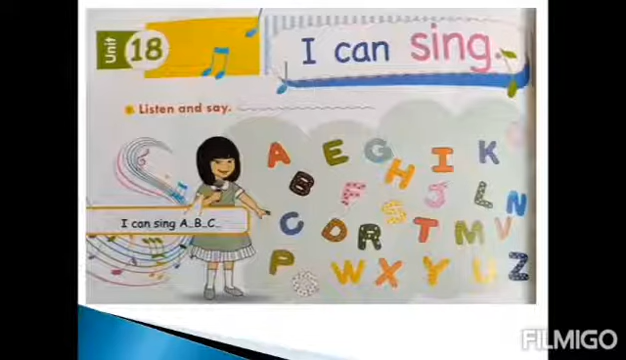 Unit 18
I can sing.
Listen and say.
I can sing A_B_C_
A E G I K
B F H J L N
C D R S T M V
P W X Y U Z
FILMIGO